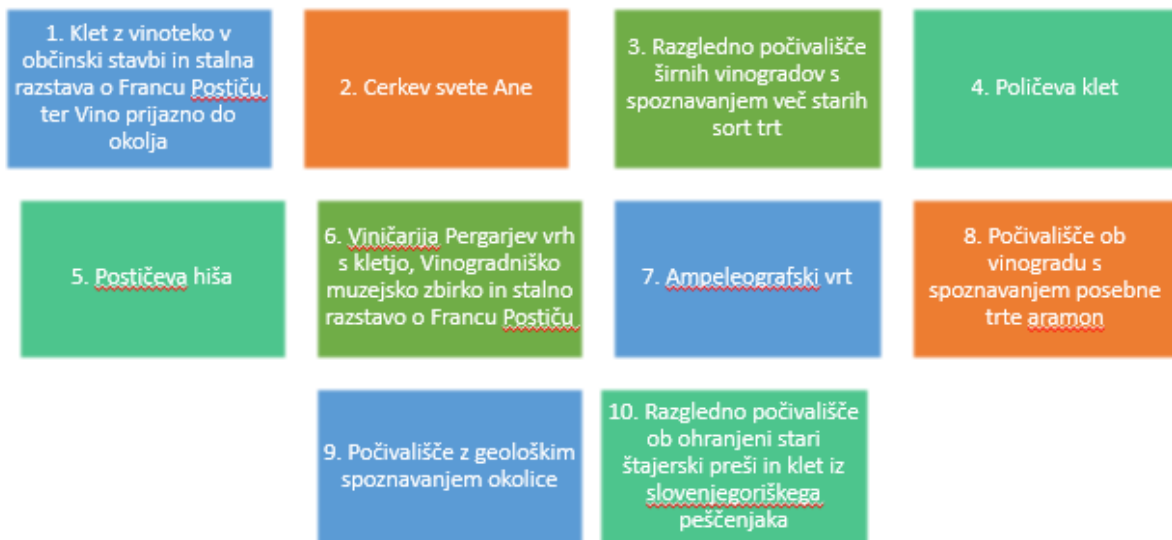 1. Klet z vinoteko v
občinski stavbi in stalna
razstava o Francu Postiču
ter Vino prijazno do
okolja
2. Cerkev svete Ane
3. Razgledno počivališče
širnih vinogradov s
spoznavanjem več starih
sort trt
4. Poličeva klet
5. Postičeva hiša
6. Viničarija Pergarjev vrh
s kletjo, Vinogradniško
muzejsko zbirko in stalno
razstavo o Francu Postiču
7. Ampeleografski vrt
8. Počivališče ob
vinogradu s
spoznavanjem posebne
trte aramon
9. Počivališče z geološkim
spoznavanjem okolice
10. Razgledno počivališče
ob ohranjeni stari
štajerski preši in klet iz
slovenjegoriškega
peščenjaka